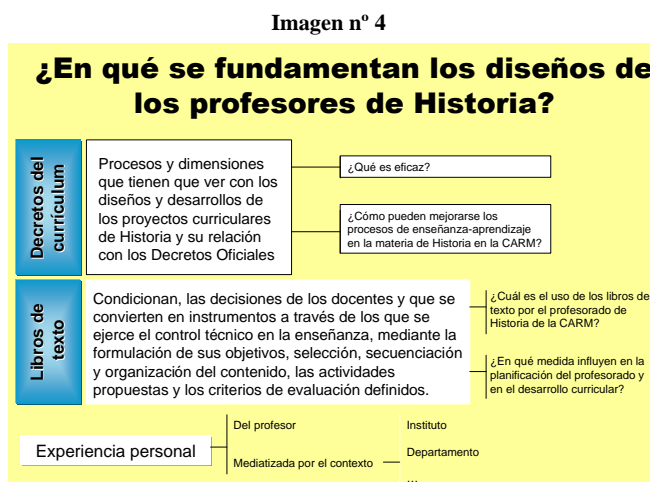 Imagen nº 4
¿En qué se fundamentan los diseños de
los profesores de Historia?
Decretos del
currículum
Procesos y dimensiones
que tienen que ver con los
diseños y desarrollos de
los proyectos curriculares
de Historia y su relación
con los Decretos Oficiales
¿Qué es eficaz?
¿Cómo pueden mejorarse los
procesos de enseñanza-aprendizaje
en la materia de Historia en la CARM?
Libros de
texto
Condicionan, las decisiones de los docentes y que se
convierten en instrumentos a través de los que se
ejerce el control técnico en la enseñanza, mediante la
formulación de sus objetivos, selección, secuenciación
y organización del contenido, las actividades
propuestas y los criterios de evaluación definidos.
¿Cuál es el uso de los libros de
texto por el profesorado de
Historia de la CARM?
¿En qué medida influyen en la
planificación del profesorado y
en el desarrollo curricular?
Experiencia personal
Del profesor
Mediatizada por el contexto
Instituto
Departamento
...